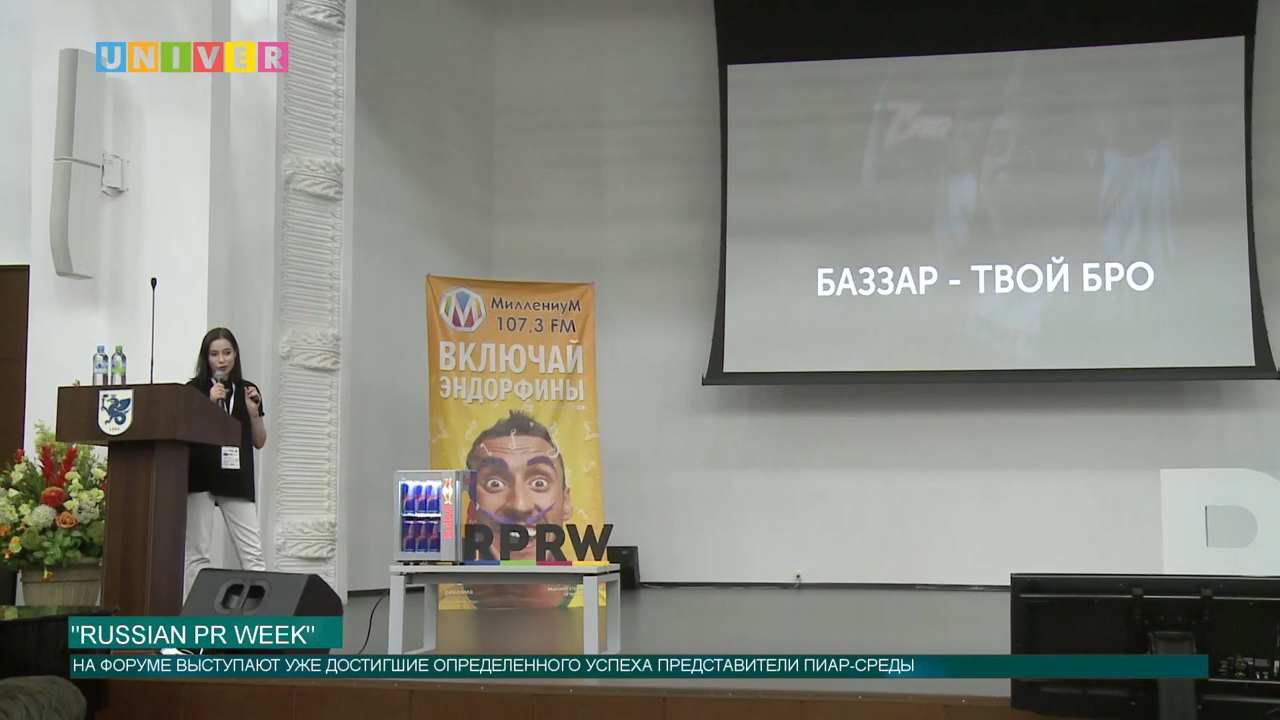 UNIVER
БАЗЗАР - ТВОЙ БРО
МиллениуМ
107,3 FM
ВКЛЮЧАЙ
ЭНДОРФИНЫ
RPRW
"RUSSIAN PR WEEK"
НА ФОРУМЕ ВЫСТУПАЮТ УЖЕ ДОСТИГШИЕ ОПРЕДЕЛЕННОГО УСПЕХА ПРЕДСТАВИТЕЛИ ПИАР-СРЕДЫ